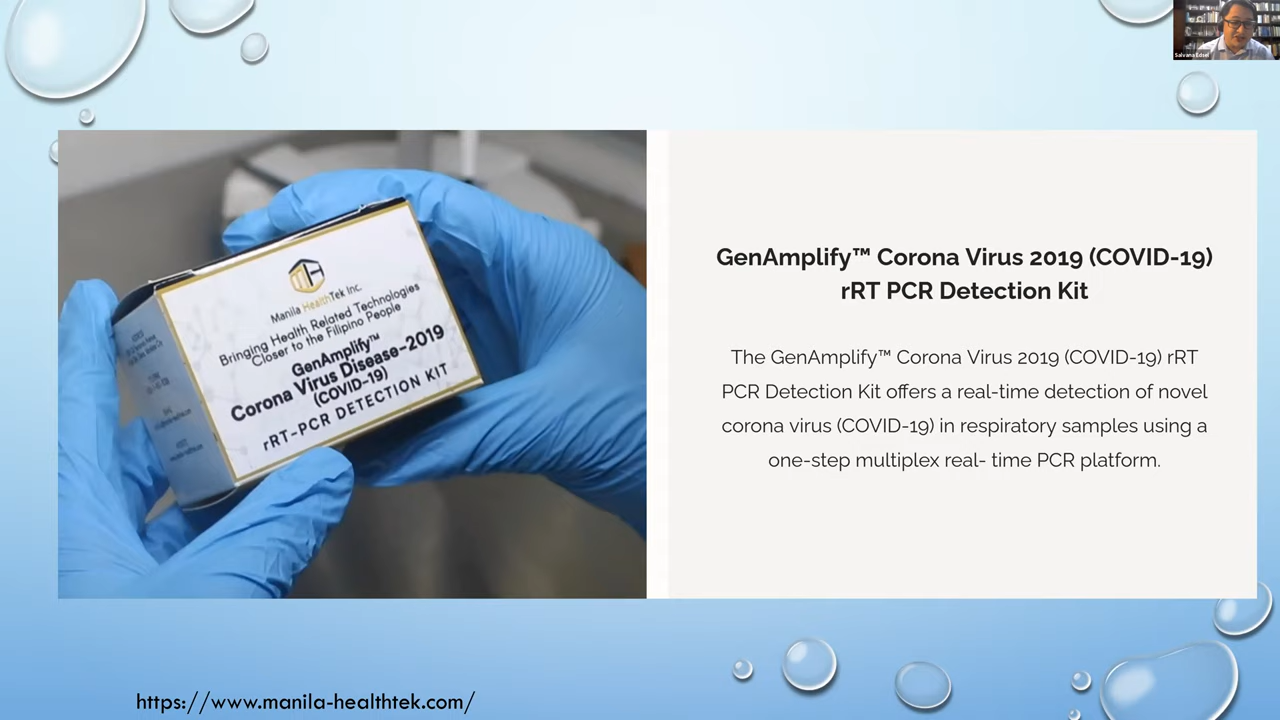 Salvana Edsel
GenAmplify™ Corona Virus 2019 (COVID-19)
rRT PCR Detection Kit
The GenAmplify™ Corona Virus 2019 (COVID-19) rRT
PCR Detection Kit offers a real-time detection of novel
corona virus (COVID-19) in respiratory samples using a
one-step multiplex real- time PCR platform.
Manila HealthTek Inc.
Bringing Health Related Technologies
Closer to the Filipino People
GenAmplify™
Corona Virus Disease-2019
(COVID-19)
rRT-PCR DETECTION KIT
https://www.manila-healthtek.com/